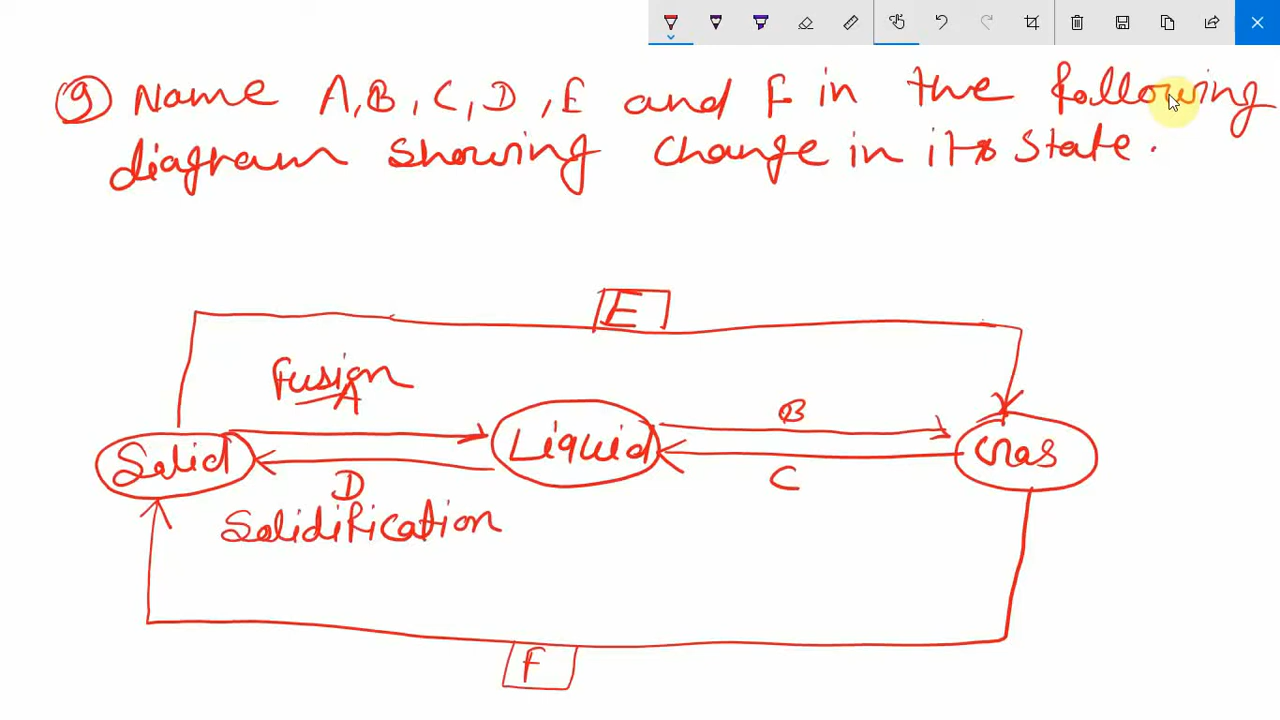 9) Name A, B, C, D, E and F in the following
diagram showing change in its state.
E
Fusion
A
B
Solid
Liquid
Gas
D
C
Solidification
F